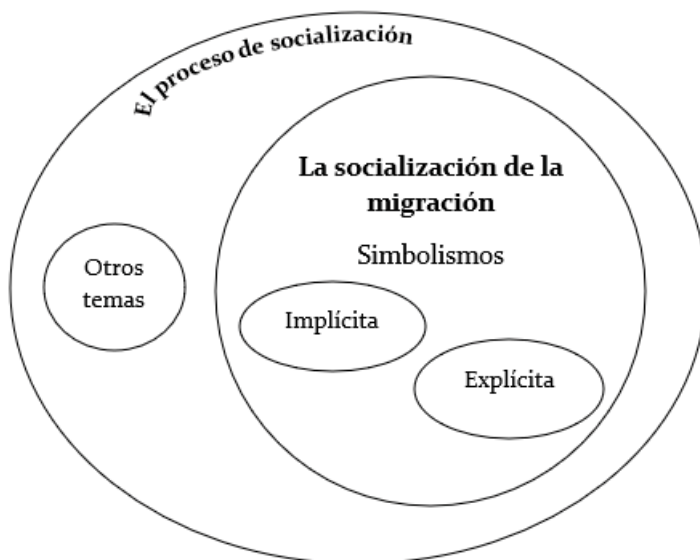 El proceso de socialización
La socialización de la
migración
Simbolismos
Otros
temas
Implícita
Explícita